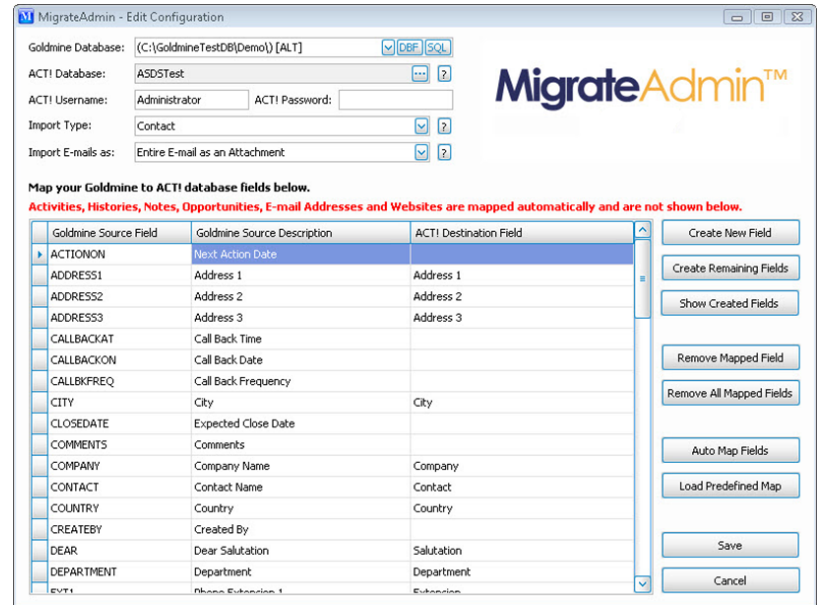 M MigrateAdmin - Edit Configuration
Goldmine Database: (C:\GoldmineTestDB\Demo\) [ALT] DBF SQL
ACT! Database: ASDSTest ... ?
ACT! Username: Administrator ACT! Password:
Import Type: Contact ?
Import E-mails as: Entire E-mail as an Attachment ?
MigrateAdmin™
Map your Goldmine to ACT! database fields below.
Activities, Histories, Notes, Opportunities, E-mail Addresses and Websites are mapped automatically and are not shown below.
Goldmine Source Field Goldmine Source Description ACT! Destination Field
ACTIONON Next Action Date
ADDRESS1 Address 1 Address 1
ADDRESS2 Address 2 Address 2
ADDRESS3 Address 3 Address 3
CALLBACKAT Call Back Time
CALLBACKON Call Back Date
CALLBKFREQ Call Back Frequency
CITY City City
CLOSEDATE Expected Close Date
COMMENTS Comments
COMPANY Company Name Company
CONTACT Contact Name Contact
COUNTRY Country Country
CREATEBY Created By
DEAR Dear Salutation Salutation
DEPARTMENT Department Department
EXT1 Phone Extension 1 Extension
Create New Field
Create Remaining Fields
Show Created Fields
Remove Mapped Field
Remove All Mapped Fields
Auto Map Fields
Load Predefined Map
Save
Cancel